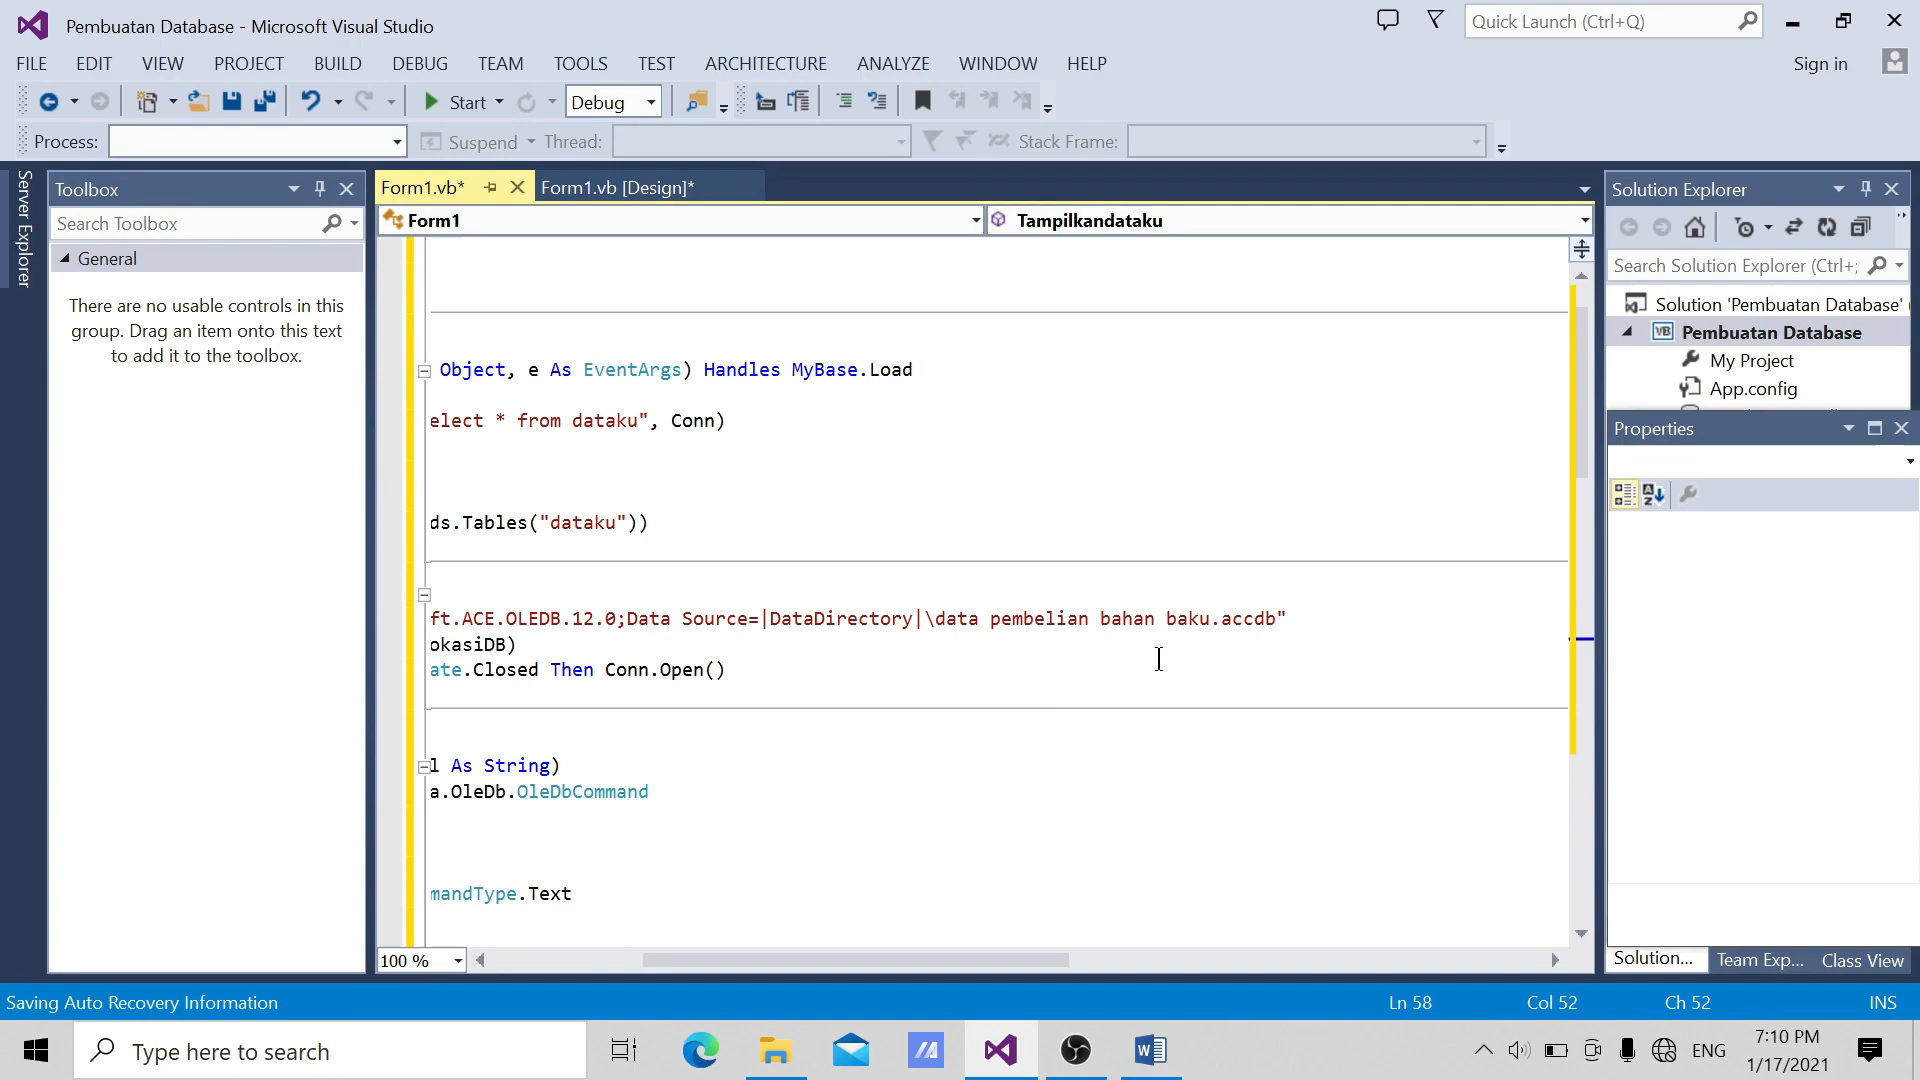 Pembuatan Database - Microsoft Visual Studio
Quick Launch (Ctrl+Q)
FILE EDIT VIEW PROJECT BUILD DEBUG TEAM TOOLS TEST ARCHITECTURE ANALYZE WINDOW HELP
Sign in
Start Debug
Process: Suspend Thread: Stack Frame:
Server Explorer
Toolbox
Search Toolbox
General
There are no usable controls in this
group. Drag an item onto this text
to add it to the toolbox.
Form1.vb* Form1.vb [Design]*
Form1 Tampilkandataku
Object, e As EventArgs) Handles MyBase.Load
elect * from dataku", Conn)
ds.Tables("dataku"))
ft.ACE.OLEDB.12.0;Data Source=|DataDirectory|\data pembelian bahan baku.accdb"
okasiDB)
ate.Closed Then Conn.Open()
l As String)
a.OleDb.OleDbCommand
mandType.Text
100 %
Solution Explorer
Search Solution Explorer (Ctrl+;
Solution 'Pembuatan Database' (
VB Pembuatan Database
My Project
App.config
Properties
Solution... Team Exp... Class View
Saving Auto Recovery Information
Ln 58 Col 52 Ch 52 INS
Type here to search
ENG
7:10 PM
1/17/2021